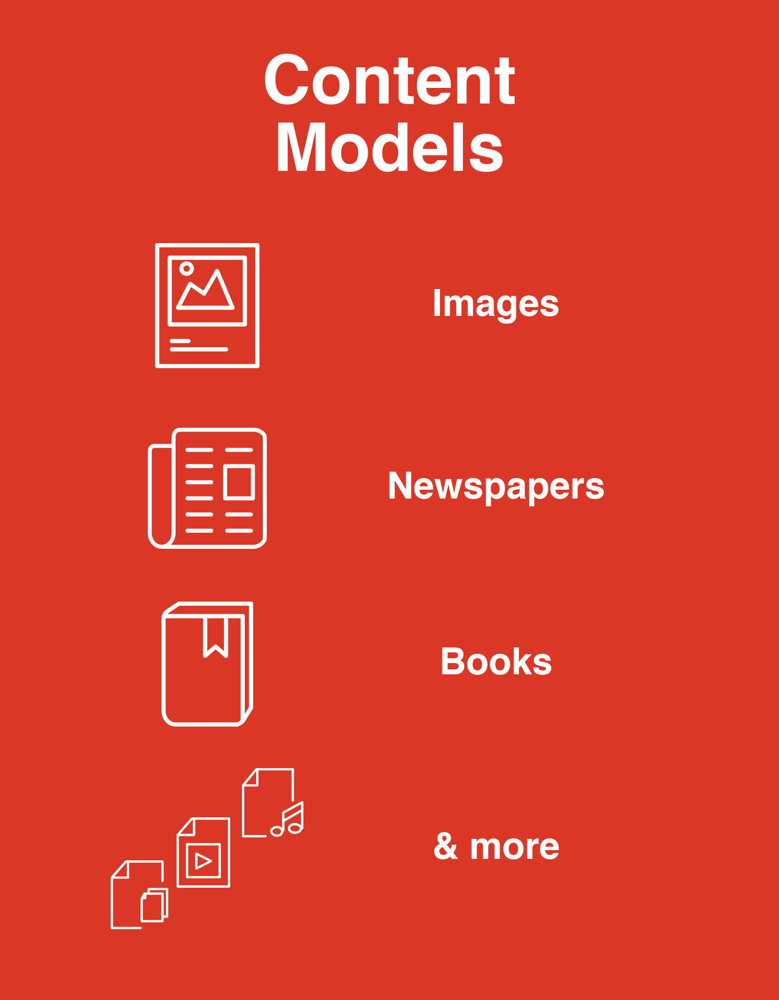 Content
Models
Images
Newspapers
Books
& more